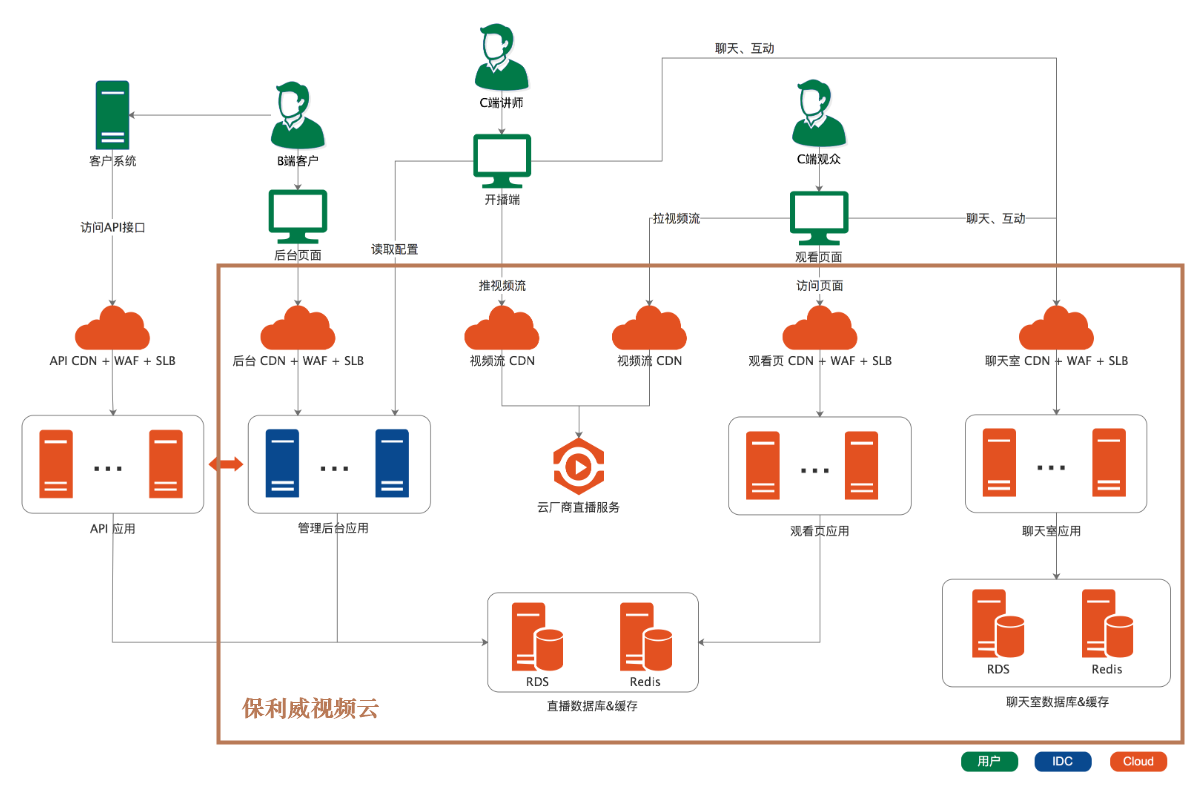 聊天、互动
C端讲师
客户系统
B端客户
C端观众
开播端
访问API接口
拉视频流
聊天、互动
后台页面
读取配置
观看页面
推视频流
访问页面
API CDN + WAF + SLB
后台 CDN + WAF + SLB
视频流 CDN
视频流 CDN
观看页 CDN + WAF + SLB
聊天室 CDN + WAF + SLB
...
...
...
...
云厂商直播服务
API 应用
管理后台应用
观看页应用
聊天室应用
RDS
Redis
RDS
Redis
直播数据库&缓存
聊天室数据库&缓存
保利威视频云
用户
IDC
Cloud